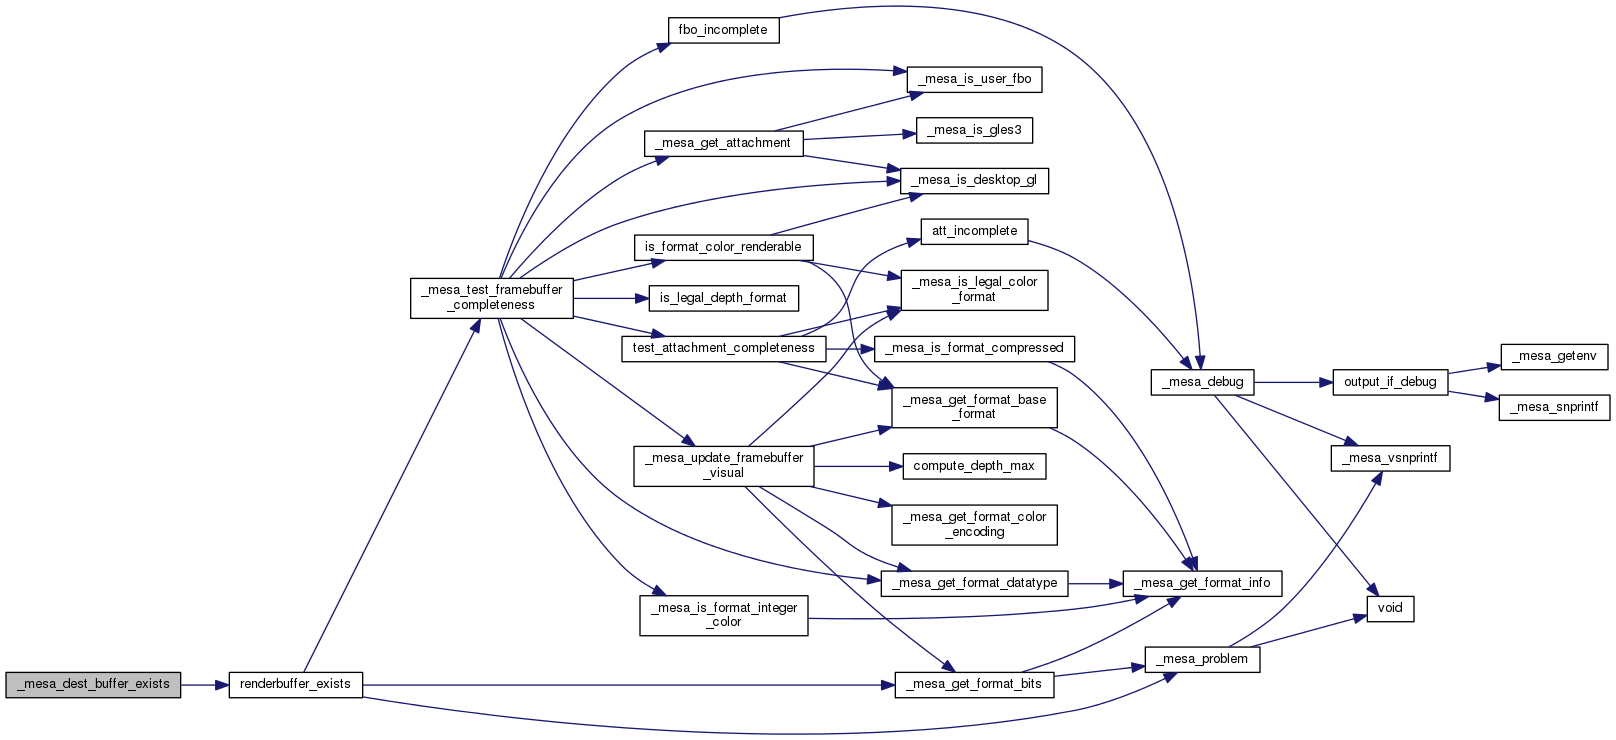 fbo_incomplete
_mesa_is_user_fbo
_mesa_is_gles3
_mesa_get_attachment
_mesa_is_desktop_gl
att_incomplete
is_format_color_renderable
_mesa_is_legal_color
_format
_mesa_test_framebuffer
_completeness
is_legal_depth_format
test_attachment_completeness
_mesa_is_format_compressed
_mesa_getenv
_mesa_debug
output_if_debug
_mesa_get_format_base
_format
_mesa_snprintf
_mesa_update_framebuffer
_visual
compute_depth_max
_mesa_vsnprintf
_mesa_get_format_color
_encoding
_mesa_get_format_datatype
_mesa_get_format_info
_mesa_is_format_integer
_color
void
_mesa_problem
_mesa_dest_buffer_exists
renderbuffer_exists
_mesa_get_format_bits